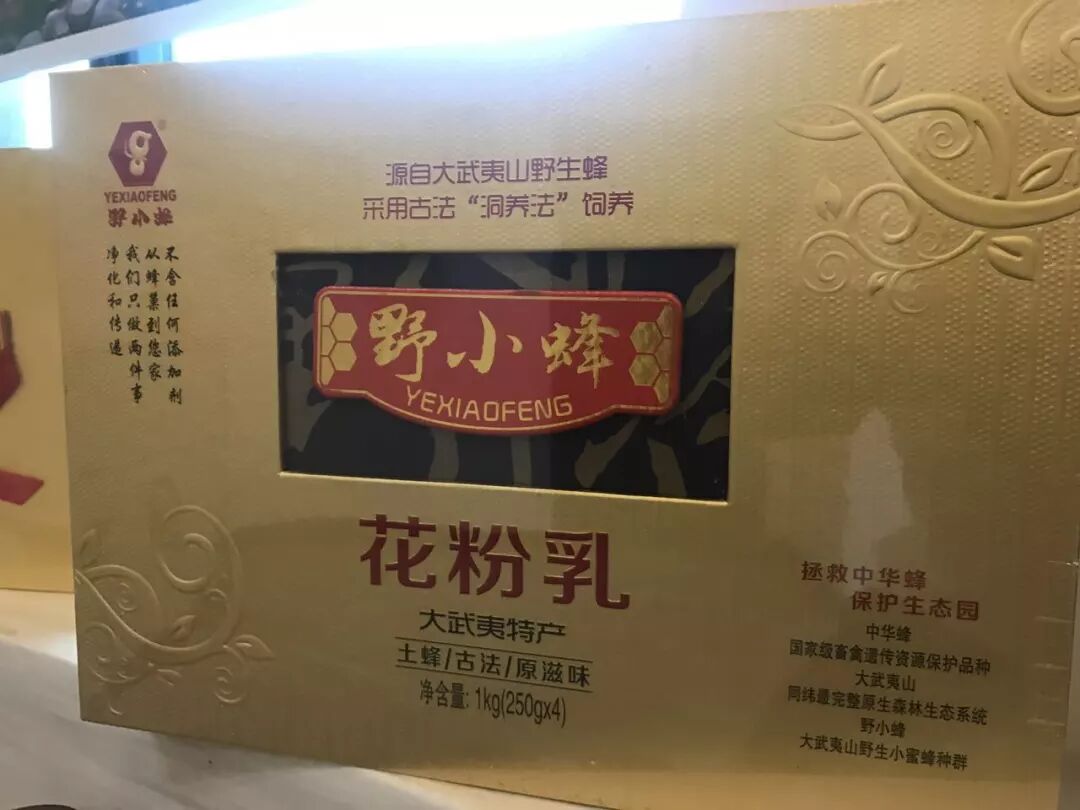 YEXIAOFENG
野小蜂
不含任何添加剂
从蜂巢到您家
我们只做两件事
净化和传递
源自大武夷山野生蜂
采用古法“洞养法”饲养
野小蜂
YEXIAOFENG
花粉乳
大武夷特产
土蜂/古法/原滋味
净含量: 1kg(250gx4)
拯救中华蜂
保护生态园
中华蜂
国家级畜禽遗传资源保护品种
大武夷山
同纬最完整原生森林生态系统
野小蜂
大武夷山野生小蜜蜂种群